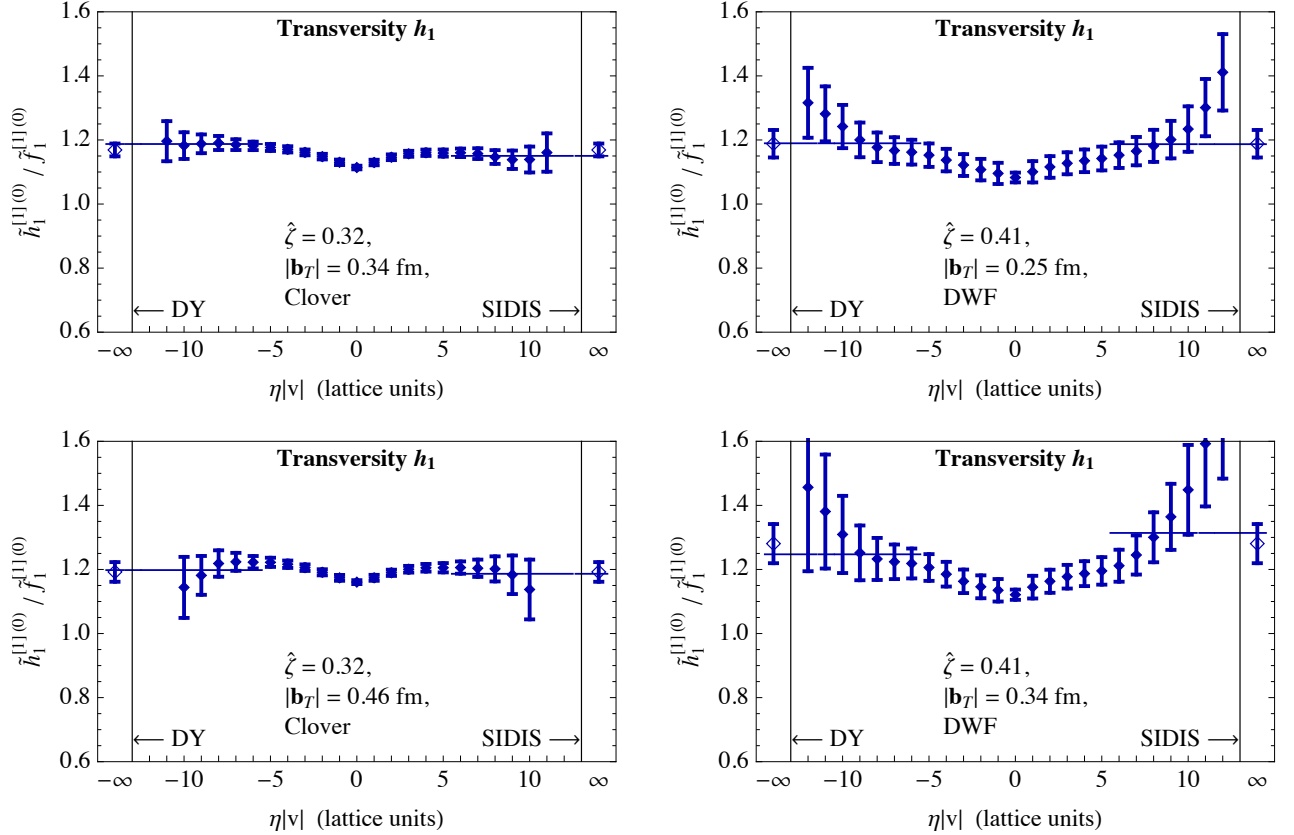 Transversity h₁
h̃₁^[1](0) / f̃₁^[1](0)
1.6
1.4
1.2
1.0
0.8
0.6
ζ̂ = 0.32,
|b_T| = 0.34 fm,
Clover
← DY
SIDIS →
−∞ −10 −5 0 5 10 ∞
η|v| (lattice units)
Transversity h₁
h̃₁^[1](0) / f̃₁^[1](0)
1.6
1.4
1.2
1.0
0.8
0.6
ζ̂ = 0.41,
|b_T| = 0.25 fm,
DWF
← DY
SIDIS →
−∞ −10 −5 0 5 10 ∞
η|v| (lattice units)
Transversity h₁
h̃₁^[1](0) / f̃₁^[1](0)
1.6
1.4
1.2
1.0
0.8
0.6
ζ̂ = 0.32,
|b_T| = 0.46 fm,
Clover
← DY
SIDIS →
−∞ −10 −5 0 5 10 ∞
η|v| (lattice units)
Transversity h₁
h̃₁^[1](0) / f̃₁^[1](0)
1.6
1.4
1.2
1.0
0.8
0.6
ζ̂ = 0.41,
|b_T| = 0.34 fm,
DWF
← DY
SIDIS →
−∞ −10 −5 0 5 10 ∞
η|v| (lattice units)